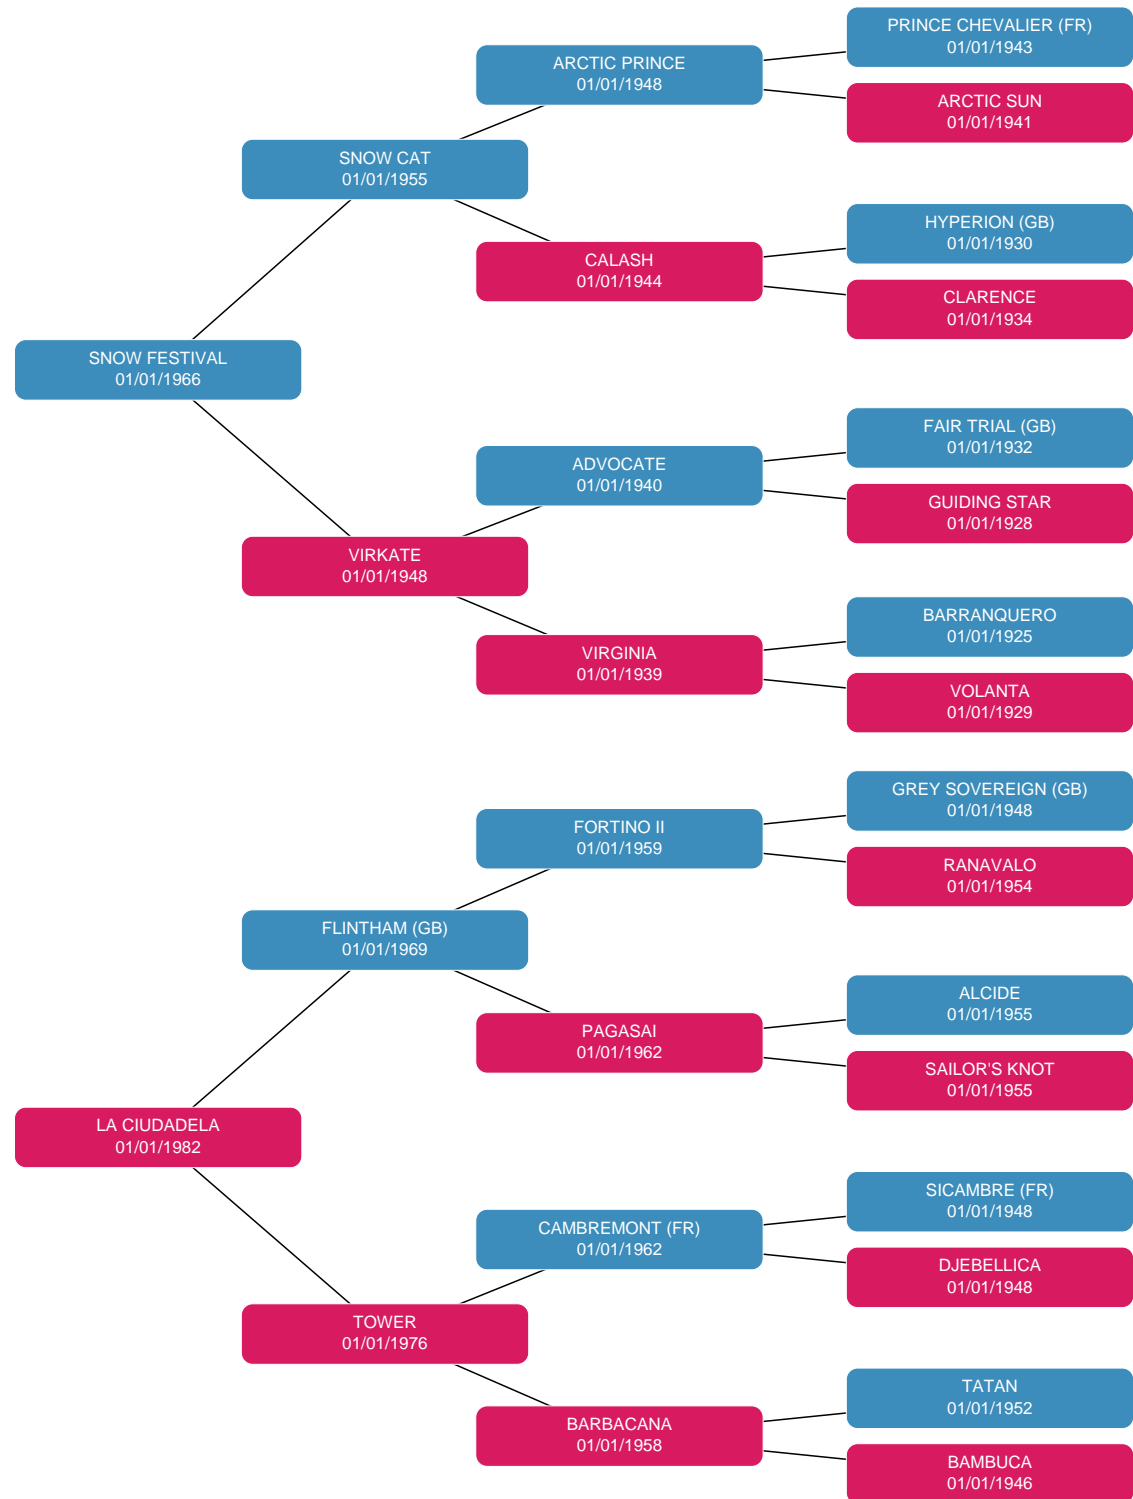 PRINCE CHEVALIER (FR)
01/01/1943
ARCTIC PRINCE
01/01/1948
ARCTIC SUN
01/01/1941
SNOW CAT
01/01/1955
HYPERION (GB)
01/01/1930
CALASH
01/01/1944
CLARENCE
01/01/1934
SNOW FESTIVAL
01/01/1966
FAIR TRIAL (GB)
01/01/1932
ADVOCATE
01/01/1940
GUIDING STAR
01/01/1928
VIRKATE
01/01/1948
BARRANQUERO
01/01/1925
VIRGINIA
01/01/1939
VOLANTA
01/01/1929
GREY SOVEREIGN (GB)
01/01/1948
FORTINO II
01/01/1959
RANAVALO
01/01/1954
FLINTHAM (GB)
01/01/1969
ALCIDE
01/01/1955
PAGASAI
01/01/1962
SAILOR'S KNOT
01/01/1955
LA CIUDADELA
01/01/1982
SICAMBRE (FR)
01/01/1948
CAMBREMONT (FR)
01/01/1962
DJEBELLICA
01/01/1948
TOWER
01/01/1976
TATAN
01/01/1952
BARBACANA
01/01/1958
BAMBUCA
01/01/1946